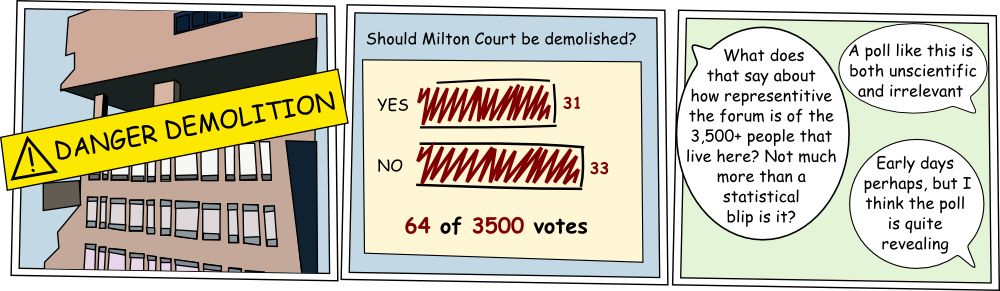 DANGER DEMOLITION
Should Milton Court be demolished?
YES
31
NO
33
64 of 3500 votes
What does
that say about
how representitive
the forum is of the
3,500+ people that
live here? Not much
more than a
statistical
blip is it?
A poll like this is
both unscientific
and irrelevant
Early days
perhaps, but I
think the poll
is quite
revealing